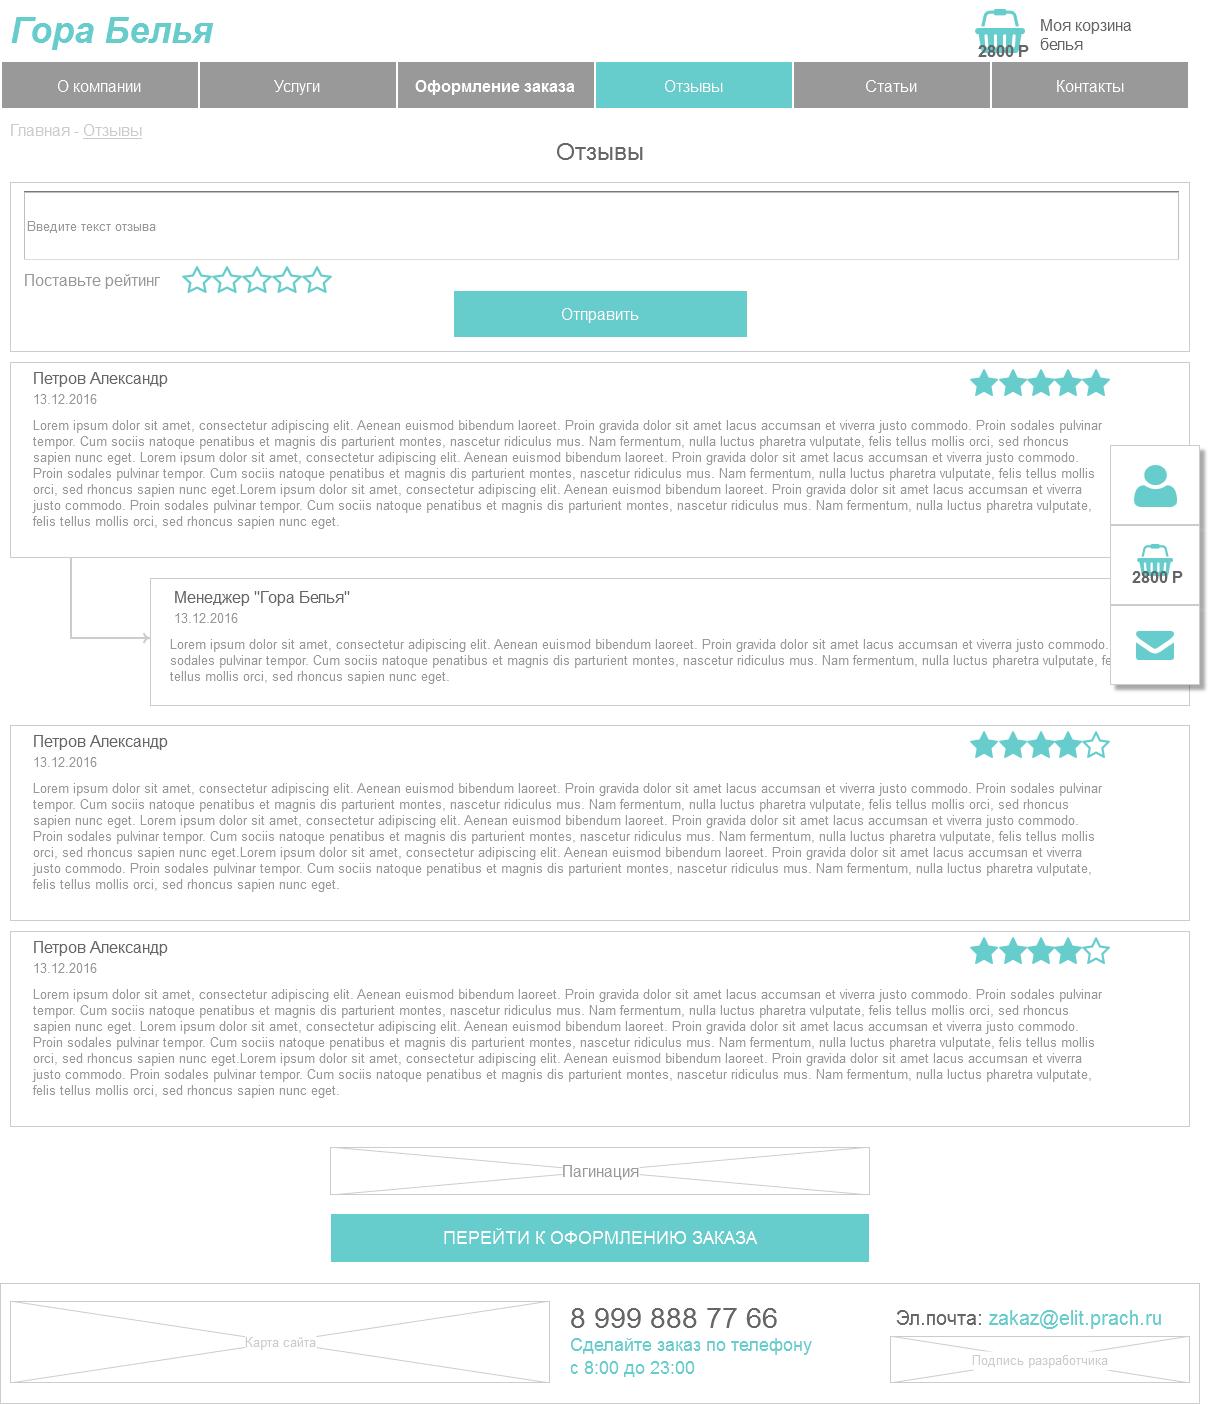 Гора Белья
Моя корзина
белья
2800 Р
О компании
Услуги
Оформление заказа
Отзывы
Статьи
Контакты
Главная - Отзывы
Отзывы
Введите текст отзыва
Поставьте рейтинг
Отправить
Петров Александр
13.12.2016
Lorem ipsum dolor sit amet, consectetur adipiscing elit. Aenean euismod bibendum laoreet. Proin gravida dolor sit amet lacus accumsan et viverra justo commodo. Proin sodales pulvinar
tempor. Cum sociis natoque penatibus et magnis dis parturient montes, nascetur ridiculus mus. Nam fermentum, nulla luctus pharetra vulputate, felis tellus mollis orci, sed rhoncus
sapien nunc eget. Lorem ipsum dolor sit amet, consectetur adipiscing elit. Aenean euismod bibendum laoreet. Proin gravida dolor sit amet lacus accumsan et viverra justo commodo.
Proin sodales pulvinar tempor. Cum sociis natoque penatibus et magnis dis parturient montes, nascetur ridiculus mus. Nam fermentum, nulla luctus pharetra vulputate, felis tellus mollis
orci, sed rhoncus sapien nunc eget.Lorem ipsum dolor sit amet, consectetur adipiscing elit. Aenean euismod bibendum laoreet. Proin gravida dolor sit amet lacus accumsan et viverra
justo commodo. Proin sodales pulvinar tempor. Cum sociis natoque penatibus et magnis dis parturient montes, nascetur ridiculus mus. Nam fermentum, nulla luctus pharetra vulputate,
felis tellus mollis orci, sed rhoncus sapien nunc eget.
2800 Р
Менеджер "Гора Белья"
13.12.2016
Lorem ipsum dolor sit amet, consectetur adipiscing elit. Aenean euismod bibendum laoreet. Proin gravida dolor sit amet lacus accumsan et viverra justo commodo.
sodales pulvinar tempor. Cum sociis natoque penatibus et magnis dis parturient montes, nascetur ridiculus mus. Nam fermentum, nulla luctus pharetra vulputate, fe
tellus mollis orci, sed rhoncus sapien nunc eget.
Петров Александр
13.12.2016
Lorem ipsum dolor sit amet, consectetur adipiscing elit. Aenean euismod bibendum laoreet. Proin gravida dolor sit amet lacus accumsan et viverra justo commodo. Proin sodales pulvinar
tempor. Cum sociis natoque penatibus et magnis dis parturient montes, nascetur ridiculus mus. Nam fermentum, nulla luctus pharetra vulputate, felis tellus mollis orci, sed rhoncus
sapien nunc eget. Lorem ipsum dolor sit amet, consectetur adipiscing elit. Aenean euismod bibendum laoreet. Proin gravida dolor sit amet lacus accumsan et viverra justo commodo.
Proin sodales pulvinar tempor. Cum sociis natoque penatibus et magnis dis parturient montes, nascetur ridiculus mus. Nam fermentum, nulla luctus pharetra vulputate, felis tellus mollis
orci, sed rhoncus sapien nunc eget.Lorem ipsum dolor sit amet, consectetur adipiscing elit. Aenean euismod bibendum laoreet. Proin gravida dolor sit amet lacus accumsan et viverra
justo commodo. Proin sodales pulvinar tempor. Cum sociis natoque penatibus et magnis dis parturient montes, nascetur ridiculus mus. Nam fermentum, nulla luctus pharetra vulputate,
felis tellus mollis orci, sed rhoncus sapien nunc eget.
Петров Александр
13.12.2016
Lorem ipsum dolor sit amet, consectetur adipiscing elit. Aenean euismod bibendum laoreet. Proin gravida dolor sit amet lacus accumsan et viverra justo commodo. Proin sodales pulvinar
tempor. Cum sociis natoque penatibus et magnis dis parturient montes, nascetur ridiculus mus. Nam fermentum, nulla luctus pharetra vulputate, felis tellus mollis orci, sed rhoncus
sapien nunc eget. Lorem ipsum dolor sit amet, consectetur adipiscing elit. Aenean euismod bibendum laoreet. Proin gravida dolor sit amet lacus accumsan et viverra justo commodo.
Proin sodales pulvinar tempor. Cum sociis natoque penatibus et magnis dis parturient montes, nascetur ridiculus mus. Nam fermentum, nulla luctus pharetra vulputate, felis tellus mollis
orci, sed rhoncus sapien nunc eget.Lorem ipsum dolor sit amet, consectetur adipiscing elit. Aenean euismod bibendum laoreet. Proin gravida dolor sit amet lacus accumsan et viverra
justo commodo. Proin sodales pulvinar tempor. Cum sociis natoque penatibus et magnis dis parturient montes, nascetur ridiculus mus. Nam fermentum, nulla luctus pharetra vulputate,
felis tellus mollis orci, sed rhoncus sapien nunc eget.
Пагинация
ПЕРЕЙТИ К ОФОРМЛЕНИЮ ЗАКАЗА
Карта сайта
8 999 888 77 66
Сделайте заказ по телефону
с 8:00 до 23:00
Эл.почта: zakaz@elit.prach.ru
Подпись разработчика